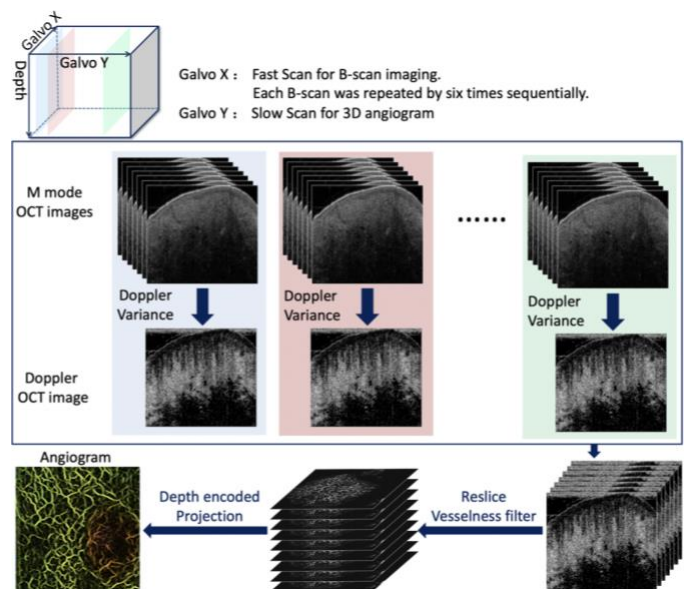 Galvo X
Galvo Y
Depth
Galvo X : Fast Scan for B-scan imaging.
Each B-scan was repeated by six times sequentially.
Galvo Y : Slow Scan for 3D angiogram
M mode
OCT images
......
Doppler
Variance
Doppler
Variance
Doppler
Variance
Doppler
OCT image
Angiogram
Depth encoded
Projection
Reslice
Vesselness filter